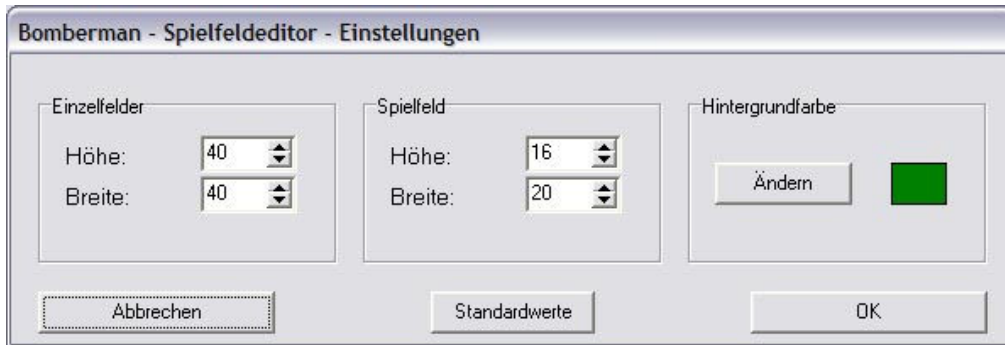 Bomberman - Spielfeldeditor - Einstellungen
Einzelfelder
Höhe: 40
Breite: 40
Spielfeld
Höhe: 16
Breite: 20
Hintergrundfarbe
Ändern
Abbrechen
Standardwerte
OK